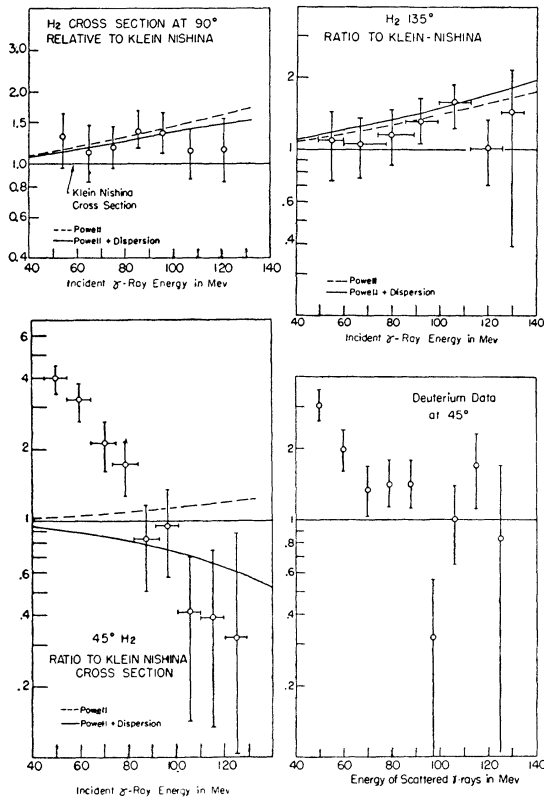 H2 CROSS SECTION AT 90°
RELATIVE TO KLEIN NISHINA
3.0
2.0
1.5
1.0
0.8
0.6
0.4
Klein Nishina
Cross Section
Powell
Powell + Dispersion
40 60 80 100 120 140
Incident γ-Ray Energy in Mev
H2 135°
RATIO TO KLEIN-NISHINA
2
1
.6
.4
Powell
Powell + Dispersion
40 60 80 100 120 140
Incident γ-Ray Energy in Mev
6
4
2
1
.8
.6
.4
.2
45° H2
RATIO TO KLEIN NISHINA
CROSS SECTION
Powell
Powell + Dispersion
40 60 80 100 120
Incident γ-Ray Energy in Mev
Deuterium Data
at 45°
2
1
.6
.4
.2
40 60 80 100 120 140
Energy of Scattered γ-rays in Mev